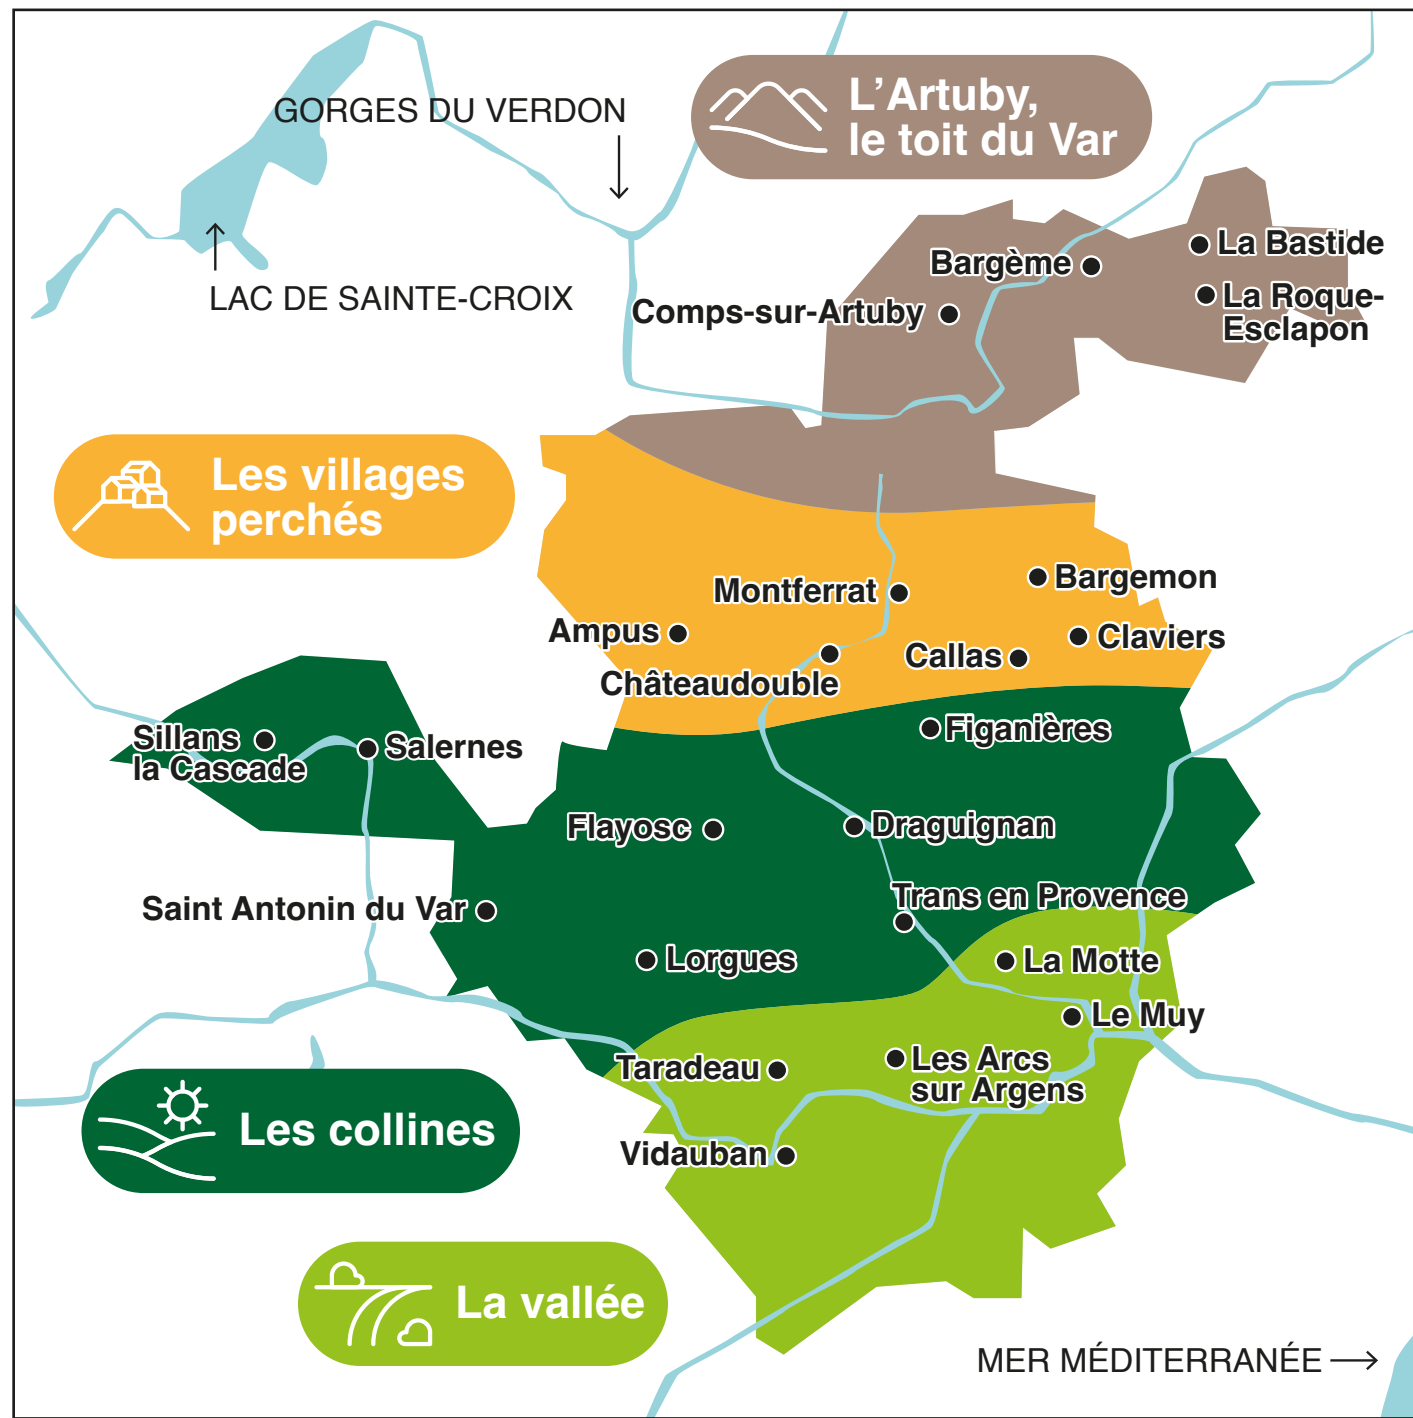 GORGES DU VERDON
L'Artuby,
le toit du Var
LAC DE SAINTE-CROIX
Bargème
La Bastide
Comps-sur-Artuby
La Roque-
Esclapon
Les villages
perchés
Montferrat
Bargemon
Ampus
Claviers
Châteaudouble
Callas
Figanières
Sillans
la Cascade
Salernes
Flayosc
Draguignan
Trans en Provence
Saint Antonin du Var
Lorgues
La Motte
Le Muy
Taradeau
Les Arcs
sur Argens
Les collines
Vidauban
La vallée
MER MÉDITERRANÉE